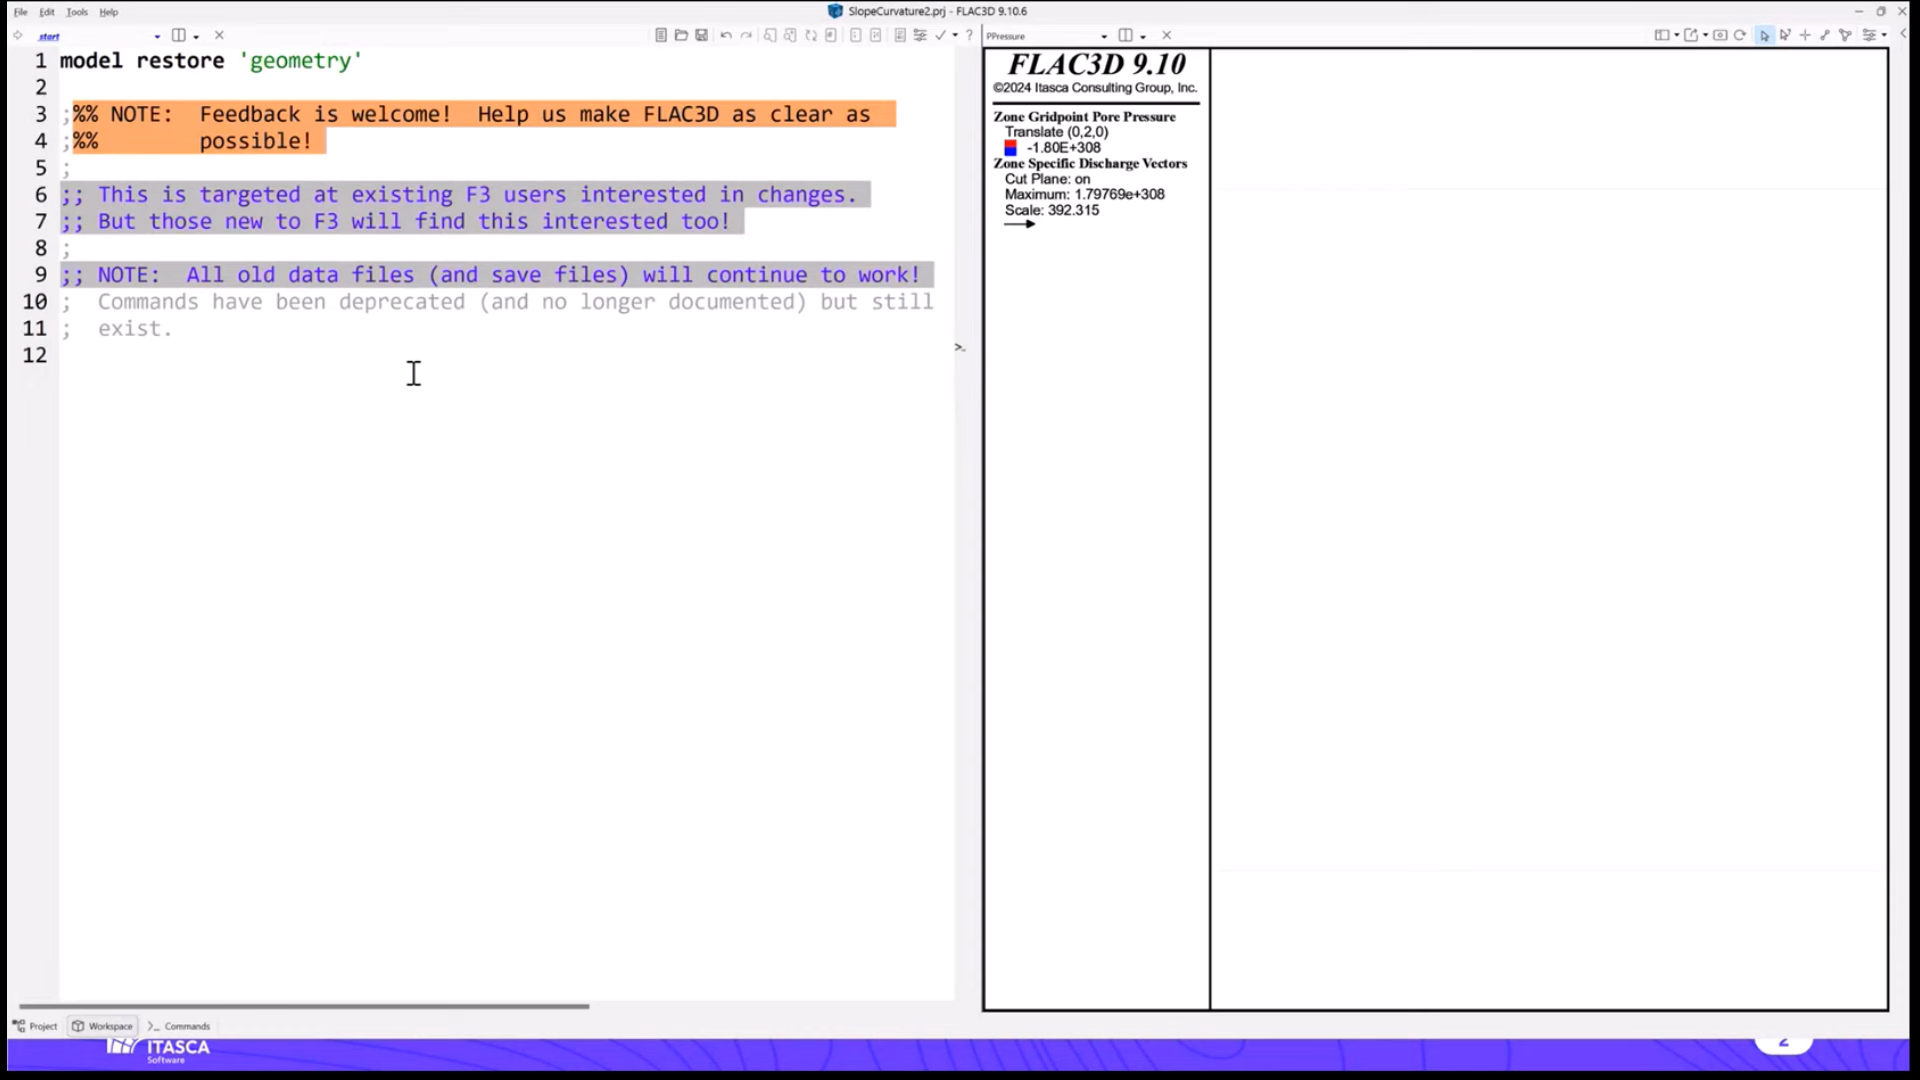 File Edit Tools Help
SlopeCurvature2.prj - FLAC3D 9.10.6
start
PPressure
1 model restore 'geometry'
2
3 ;%% NOTE:  Feedback is welcome!  Help us make FLAC3D as clear as
4 ;%%        possible!
5 ;
6 ;; This is targeted at existing F3 users interested in changes.
7 ;; But those new to F3 will find this interested too!
8 ;
9 ;; NOTE:  All old data files (and save files) will continue to work!
10 ;  Commands have been deprecated (and no longer documented) but still
11 ;  exist.
12
>_
FLAC3D 9.10
©2024 Itasca Consulting Group, Inc.
Zone Gridpoint Pore Pressure
Translate (0,2,0)
-1.80E+308
Zone Specific Discharge Vectors
Cut Plane: on
Maximum: 1.79769e+308
Scale: 392.315
Project Workspace Commands
ITASCA
Software
2